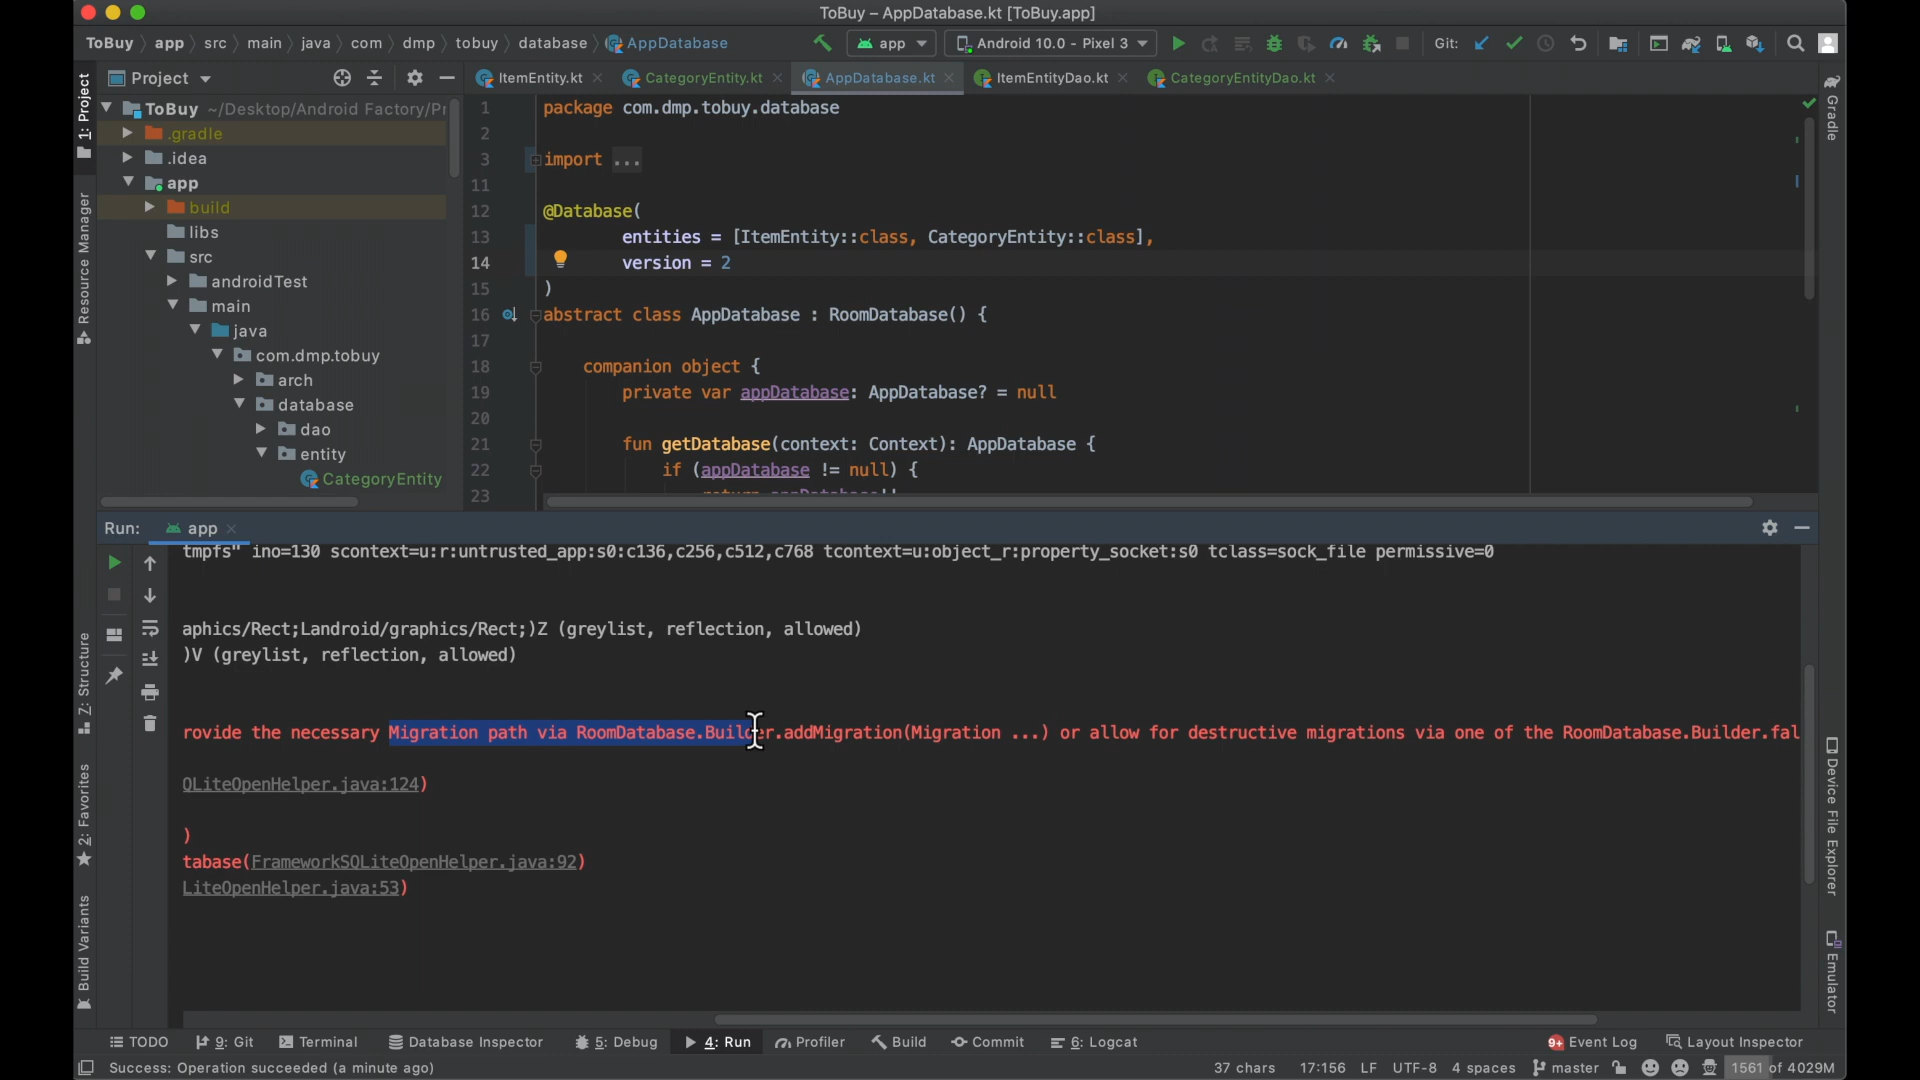 ToBuy – AppDatabase.kt [ToBuy.app]
ToBuy app src main java com dmp tobuy database AppDatabase
app Android 10.0 - Pixel 3 Git:
Project
ItemEntity.kt CategoryEntity.kt AppDatabase.kt ItemEntityDao.kt CategoryEntityDao.kt
1: Project
Resource Manager
Z: Structure
2: Favorites
Build Variants
ToBuy ~/Desktop/Android Factory/Pr
.gradle
.idea
app
build
libs
src
androidTest
main
java
com.dmp.tobuy
arch
database
dao
entity
CategoryEntity
1 package com.dmp.tobuy.database
2
3 import ...
11
12 @Database(
13 entities = [ItemEntity::class, CategoryEntity::class],
14 version = 2
15 )
16 abstract class AppDatabase : RoomDatabase() {
17
18 companion object {
19 private var appDatabase: AppDatabase? = null
20
21 fun getDatabase(context: Context): AppDatabase {
22 if (appDatabase != null) {
23 return appDatabase!!
Gradle
Device File Explorer
Emulator
Run: app
tmpfs" ino=130 scontext=u:r:untrusted_app:s0:c136,c256,c512,c768 tcontext=u:object_r:property_socket:s0 tclass=sock_file permissive=0
aphics/Rect;Landroid/graphics/Rect;)Z (greylist, reflection, allowed)
)V (greylist, reflection, allowed)
rovide the necessary Migration path via RoomDatabase.Builder.addMigration(Migration ...) or allow for destructive migrations via one of the RoomDatabase.Builder.fal
QLiteOpenHelper.java:124)
)
tabase(FrameworkSQLiteOpenHelper.java:92)
LiteOpenHelper.java:53)
TODO 9: Git Terminal Database Inspector 5: Debug 4: Run Profiler Build Commit 6: Logcat 9+ Event Log Layout Inspector
Success: Operation succeeded (a minute ago) 37 chars 17:156 LF UTF-8 4 spaces master 1561 of 4029M